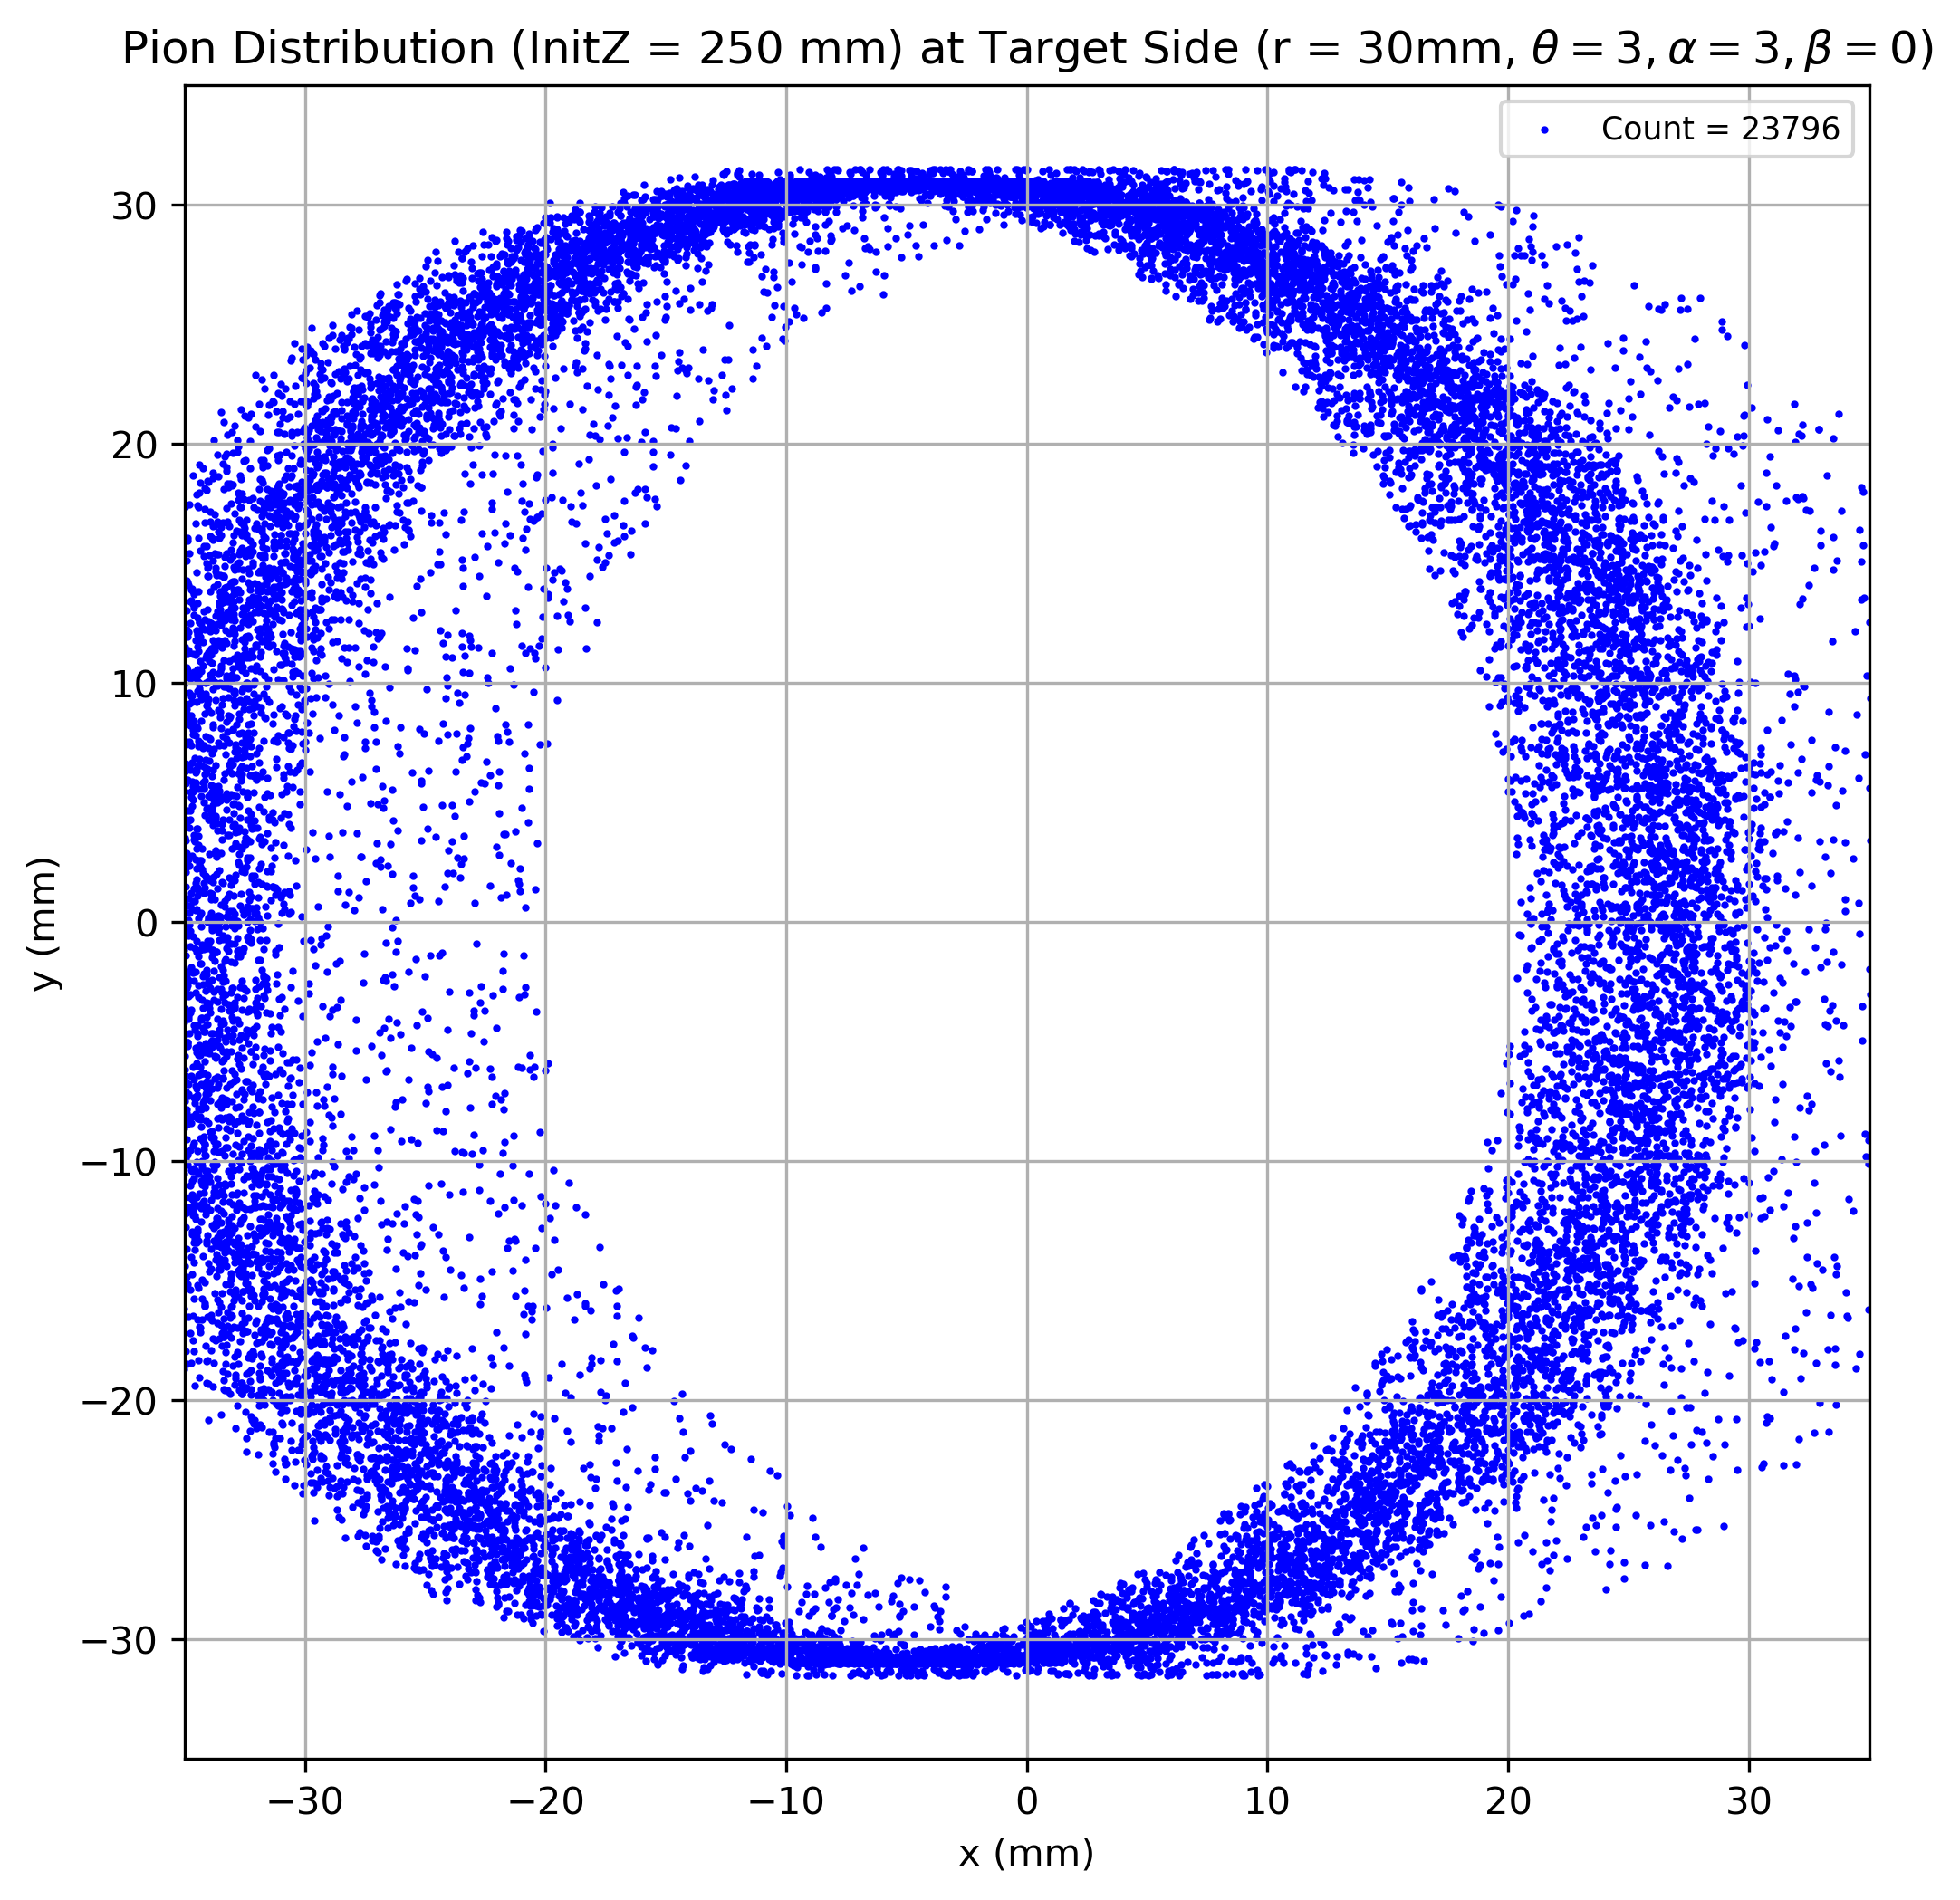 Pion Distribution (InitZ = 250 mm) at Target Side (r = 30mm, θ = 3, α = 3, β = 0)
Count = 23796
30
20
10
0
−10
−20
−30
y (mm)
−30 −20 −10 0 10 20 30
x (mm)